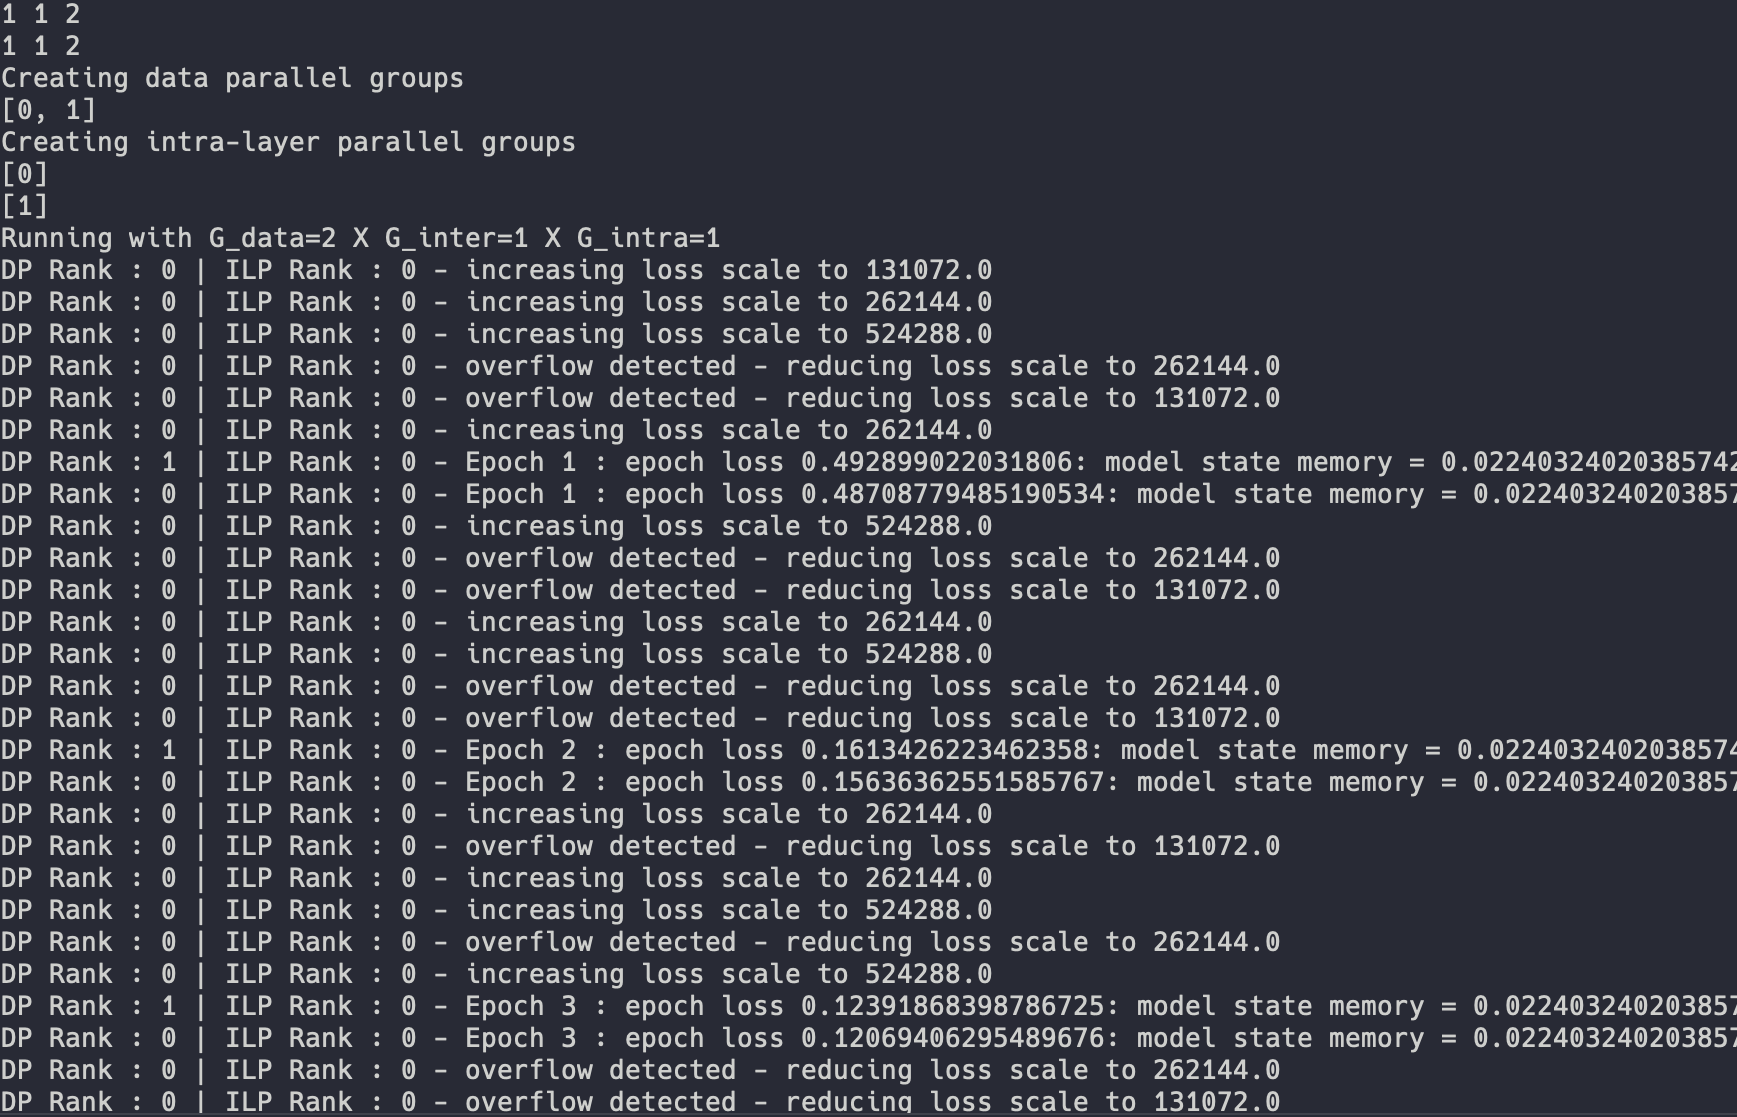 1 1 2
1 1 2
Creating data parallel groups
[0, 1]
Creating intra-layer parallel groups
[0]
[1]
Running with G_data=2 X G_inter=1 X G_intra=1
DP Rank : 0 | ILP Rank : 0 - increasing loss scale to 131072.0
DP Rank : 0 | ILP Rank : 0 - increasing loss scale to 262144.0
DP Rank : 0 | ILP Rank : 0 - increasing loss scale to 524288.0
DP Rank : 0 | ILP Rank : 0 - overflow detected - reducing loss scale to 262144.0
DP Rank : 0 | ILP Rank : 0 - overflow detected - reducing loss scale to 131072.0
DP Rank : 0 | ILP Rank : 0 - increasing loss scale to 262144.0
DP Rank : 1 | ILP Rank : 0 - Epoch 1 : epoch loss 0.492899022031806: model state memory = 0.02240324020385742
DP Rank : 0 | ILP Rank : 0 - Epoch 1 : epoch loss 0.48708779485190534: model state memory = 0.022403240203857
DP Rank : 0 | ILP Rank : 0 - increasing loss scale to 524288.0
DP Rank : 0 | ILP Rank : 0 - overflow detected - reducing loss scale to 262144.0
DP Rank : 0 | ILP Rank : 0 - overflow detected - reducing loss scale to 131072.0
DP Rank : 0 | ILP Rank : 0 - increasing loss scale to 262144.0
DP Rank : 0 | ILP Rank : 0 - increasing loss scale to 524288.0
DP Rank : 0 | ILP Rank : 0 - overflow detected - reducing loss scale to 262144.0
DP Rank : 0 | ILP Rank : 0 - overflow detected - reducing loss scale to 131072.0
DP Rank : 1 | ILP Rank : 0 - Epoch 2 : epoch loss 0.1613426223462358: model state memory = 0.0224032402038574
DP Rank : 0 | ILP Rank : 0 - Epoch 2 : epoch loss 0.15636362551585767: model state memory = 0.022403240203857
DP Rank : 0 | ILP Rank : 0 - increasing loss scale to 262144.0
DP Rank : 0 | ILP Rank : 0 - overflow detected - reducing loss scale to 131072.0
DP Rank : 0 | ILP Rank : 0 - increasing loss scale to 262144.0
DP Rank : 0 | ILP Rank : 0 - increasing loss scale to 524288.0
DP Rank : 0 | ILP Rank : 0 - overflow detected - reducing loss scale to 262144.0
DP Rank : 0 | ILP Rank : 0 - increasing loss scale to 524288.0
DP Rank : 1 | ILP Rank : 0 - Epoch 3 : epoch loss 0.12391868398786725: model state memory = 0.022403240203857
DP Rank : 0 | ILP Rank : 0 - Epoch 3 : epoch loss 0.12069406295489676: model state memory = 0.022403240203857
DP Rank : 0 | ILP Rank : 0 - overflow detected - reducing loss scale to 262144.0
DP Rank : 0 | ILP Rank : 0 - overflow detected - reducing loss scale to 131072.0